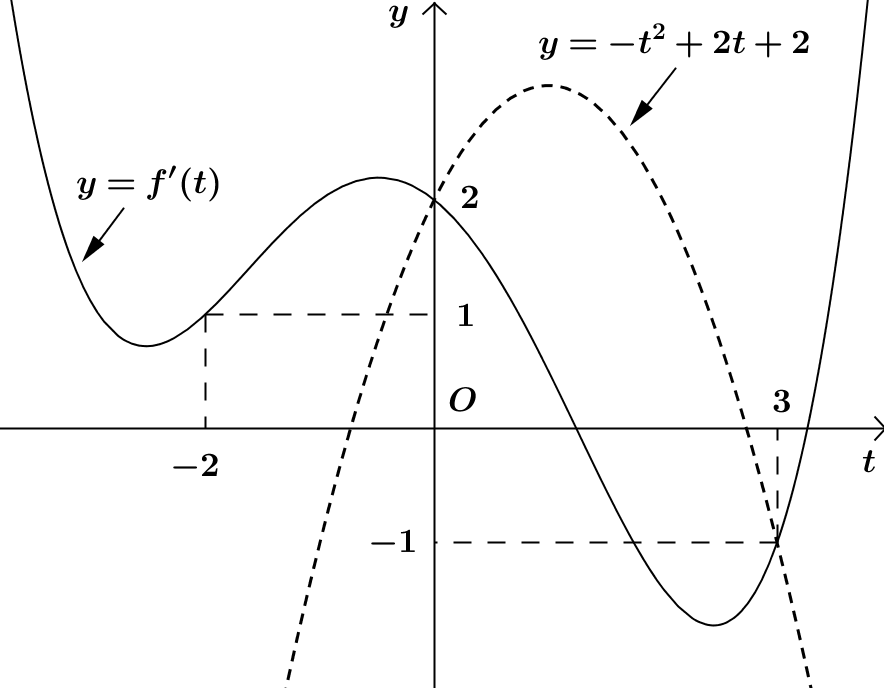 y
y = −t² + 2t + 2
y = f′(t)
2
1
O
3
−2
t
−1